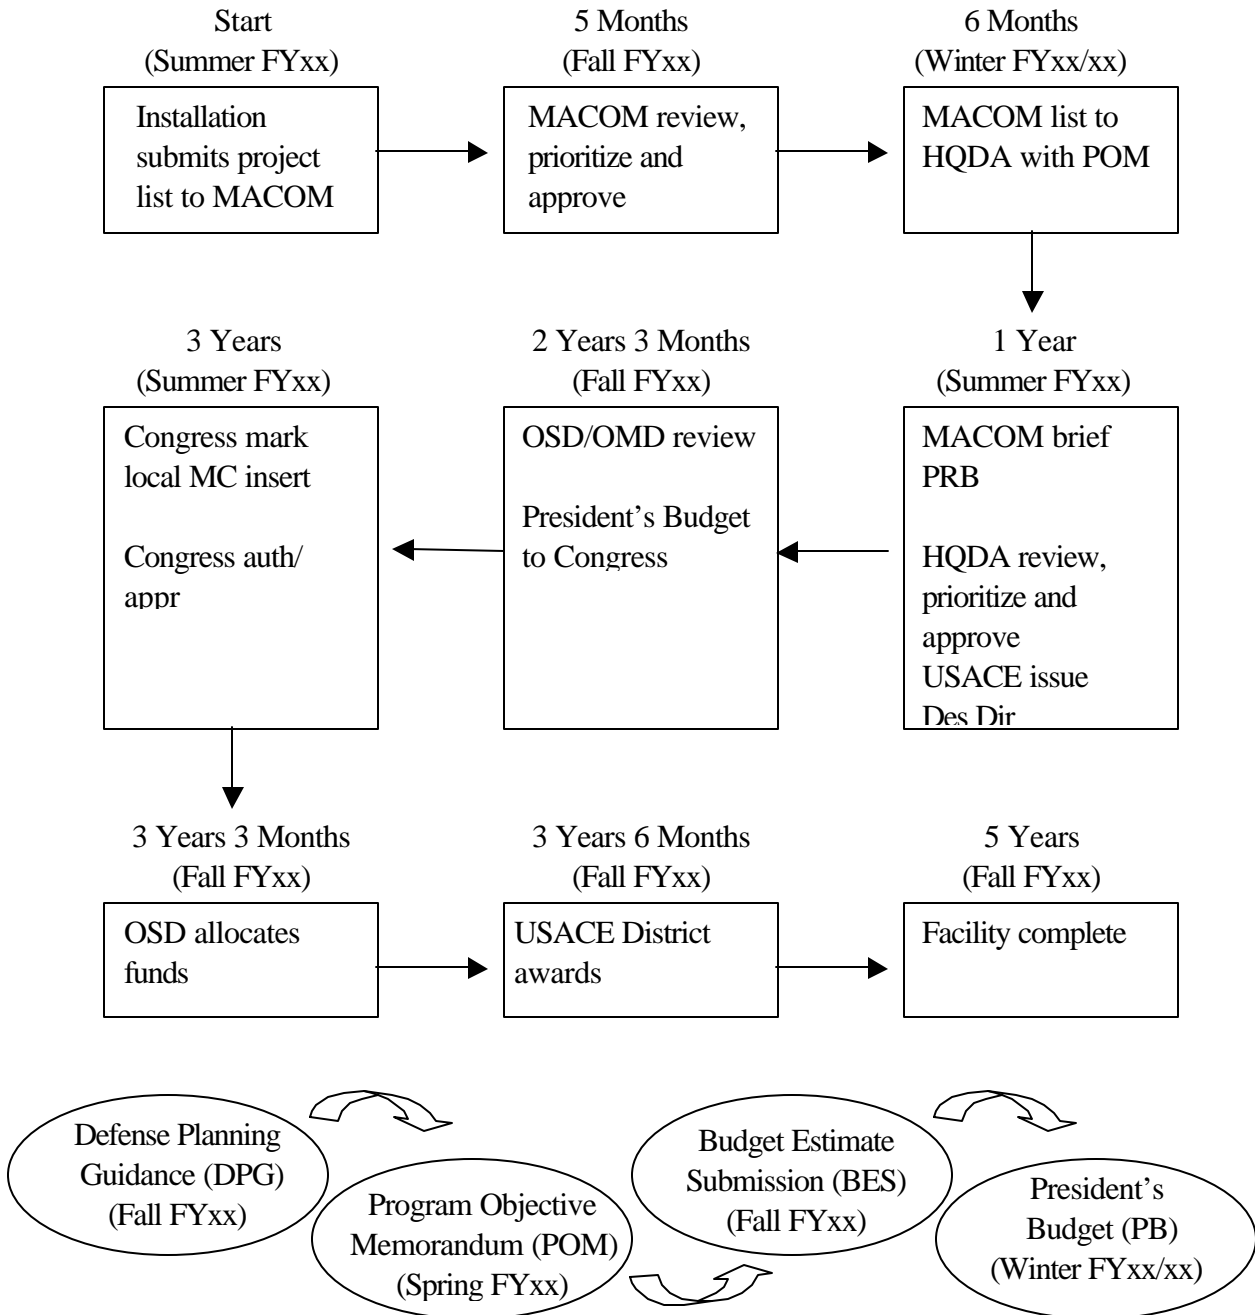 Start
(Summer FYxx)
5 Months
(Fall FYxx)
6 Months
(Winter FYxx/xx)
Installation
submits project
list to MACOM
MACOM review,
prioritize and
approve
MACOM list to
HQDA with POM
3 Years
(Summer FYxx)
2 Years 3 Months
(Fall FYxx)
1 Year
(Summer FYxx)
Congress mark
local MC insert
Congress auth/
appr
OSD/OMD review
President’s Budget
to Congress
MACOM brief
PRB
HQDA review,
prioritize and
approve
USACE issue
Des Dir
3 Years 3 Months
(Fall FYxx)
3 Years 6 Months
(Fall FYxx)
5 Years
(Fall FYxx)
OSD allocates
funds
USACE District
awards
Facility complete
Defense Planning
Guidance (DPG)
(Fall FYxx)
Program Objective
Memorandum (POM)
(Spring FYxx)
Budget Estimate
Submission (BES)
(Fall FYxx)
President’s
Budget (PB)
(Winter FYxx/xx)